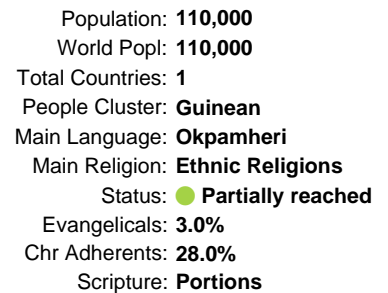 Population: 110,000
World Popl: 110,000
Total Countries: 1
People Cluster: Guinean
Main Language: Okpamheri
Main Religion: Ethnic Religions
Status: Partially reached
Evangelicals: 3.0%
Chr Adherents: 28.0%
Scripture: Portions